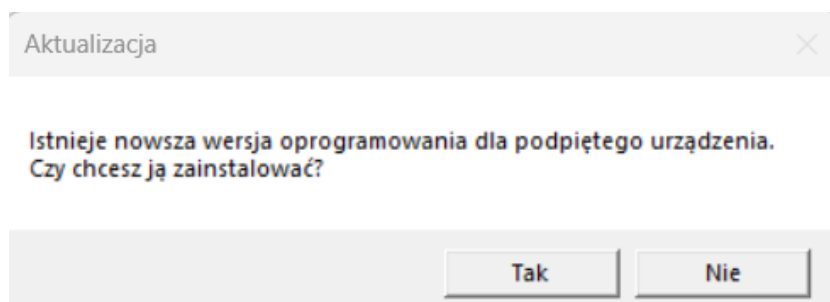 Aktualizacja
Istnieje nowsza wersja oprogramowania dla podpiętego urządzenia.
Czy chcesz ją zainstalować?
Tak
Nie